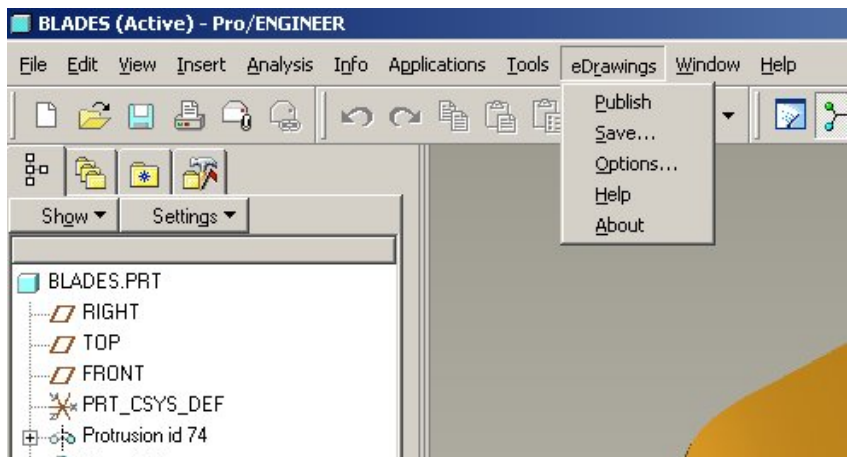 BLADES (Active) - Pro/ENGINEER
File Edit View Insert Analysis Info Applications Tools eDrawings Window Help
Publish
Save...
Options...
Help
About
Show Settings
BLADES.PRT
RIGHT
TOP
FRONT
PRT_CSYS_DEF
Protrusion id 74